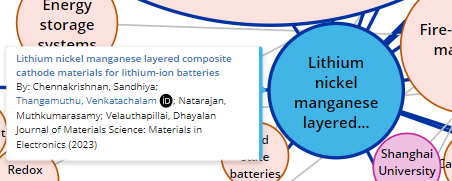 Energy
storage
systems
Lithium nickel manganese layered composite
cathode materials for lithium-ion batteries
By: Chennakrishnan, Sandhiya;
Thangamuthu, Venkatachalam iD; Natarajan,
Muthkumarasamy; Velauthapillai, Dhayalan
Journal of Materials Science: Materials in
Electronics (2023)
Lithium
nickel
manganese
layered...
Fire-
Redox
state
batteries
Shanghai
University